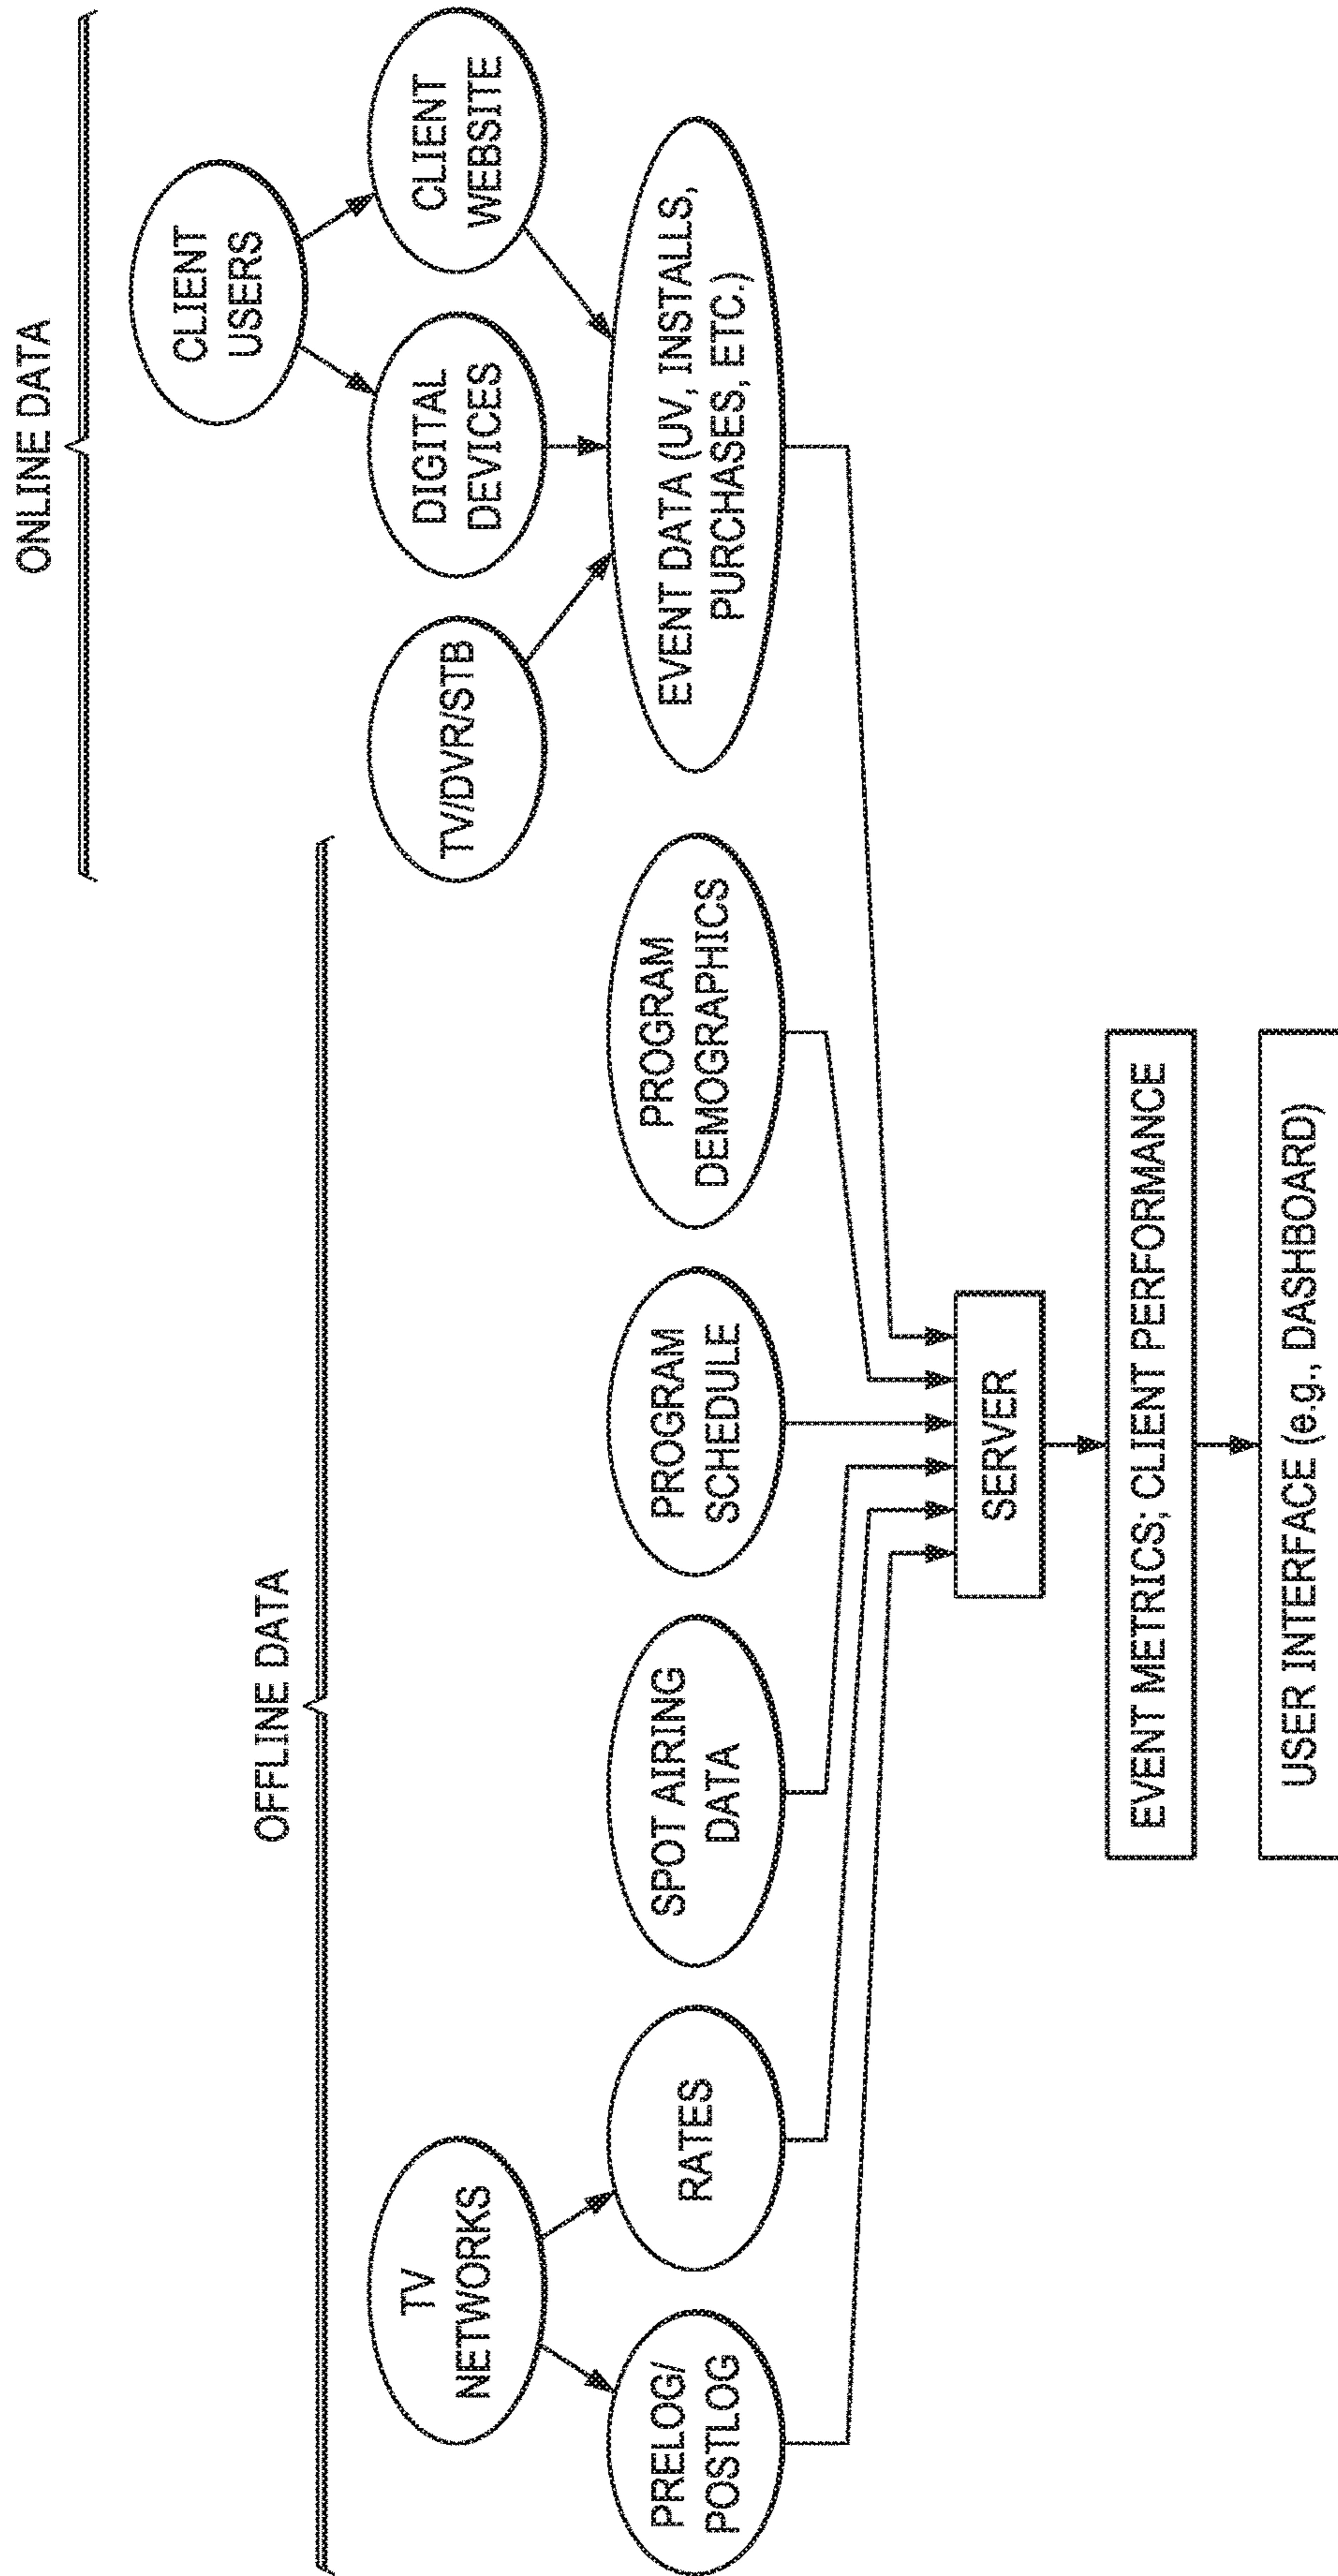 ONLINE DATA
OFFLINE DATA
CLIENT
USERS
TV
NETWORKS
TV/DVR/STB
DIGITAL
DEVICES
CLIENT
WEBSITE
PRELOG/
POSTLOG
RATES
SPOT AIRING
DATA
PROGRAM
SCHEDULE
PROGRAM
DEMOGRAPHICS
EVENT DATA (UV, INSTALLS,
PURCHASES, ETC.)
SERVER
EVENT METRICS; CLIENT PERFORMANCE
USER INTERFACE (e.g., DASHBOARD)